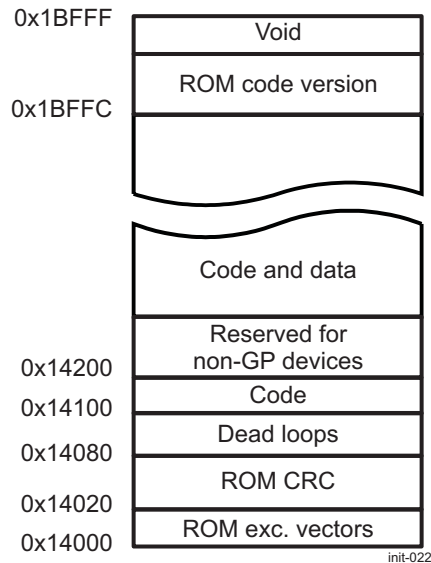 0x1BFFF
Void
ROM code version
0x1BFFC
Code and data
Reserved for
non-GP devices
0x14200
Code
0x14100
Dead loops
0x14080
ROM CRC
0x14020
ROM exc. vectors
0x14000
init-022